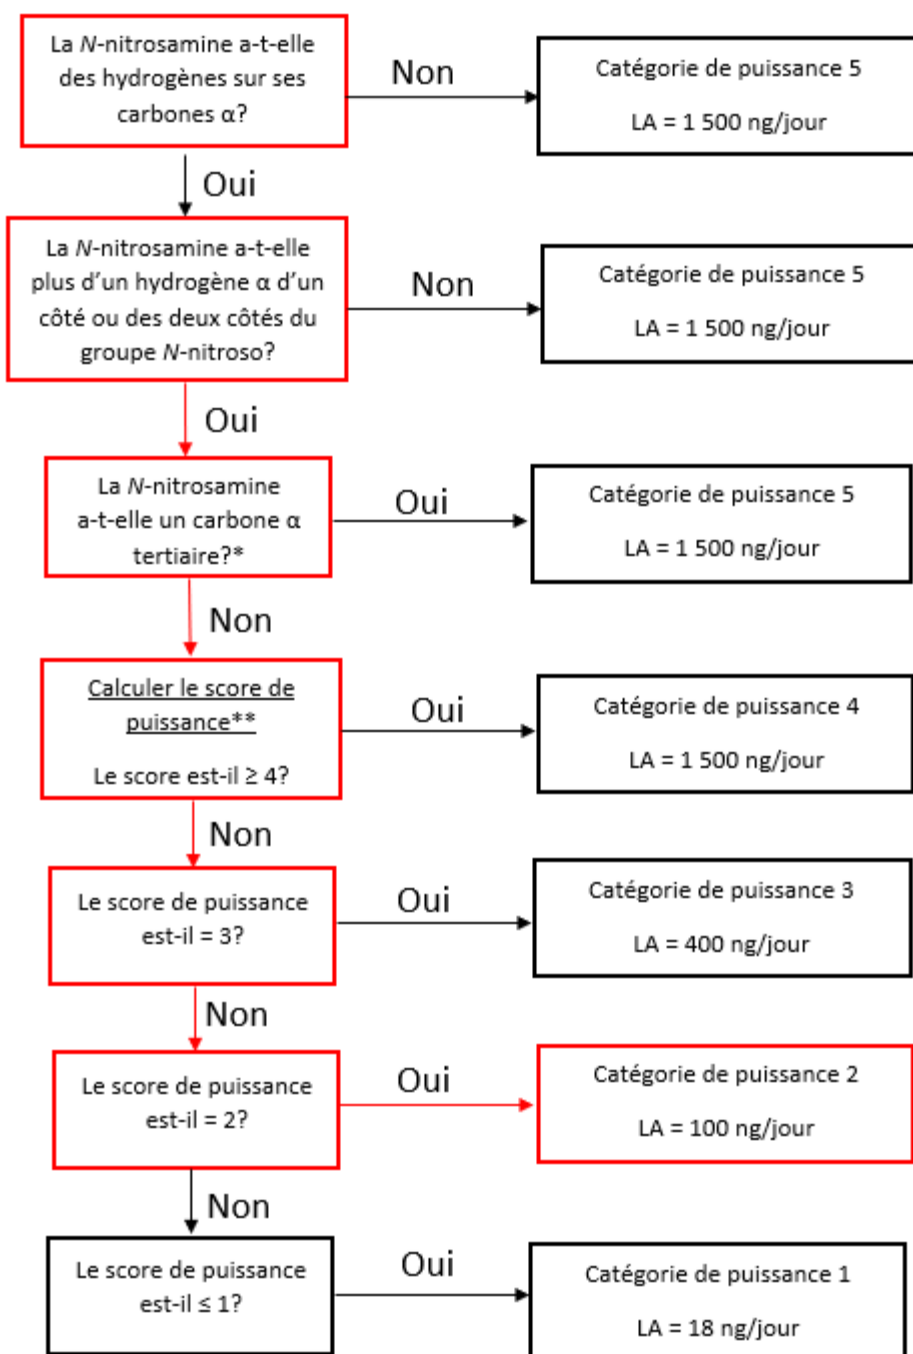 La N-nitrosamine a-t-elle
des hydrogènes sur ses
carbones α?
Non
Catégorie de puissance 5
LA = 1 500 ng/jour
Oui
La N-nitrosamine a-t-elle
plus d'un hydrogène α d'un
côté ou des deux côtés du
groupe N-nitroso?
Non
Catégorie de puissance 5
LA = 1 500 ng/jour
Oui
La N-nitrosamine
a-t-elle un carbone α
tertiaire?*
Oui
Catégorie de puissance 5
LA = 1 500 ng/jour
Non
Calculer le score de
puissance**
Le score est-il ≥ 4?
Oui
Catégorie de puissance 4
LA = 1 500 ng/jour
Non
Le score de puissance
est-il = 3?
Oui
Catégorie de puissance 3
LA = 400 ng/jour
Non
Le score de puissance
est-il = 2?
Oui
Catégorie de puissance 2
LA = 100 ng/jour
Non
Le score de puissance
est-il ≤ 1?
Oui
Catégorie de puissance 1
LA = 18 ng/jour